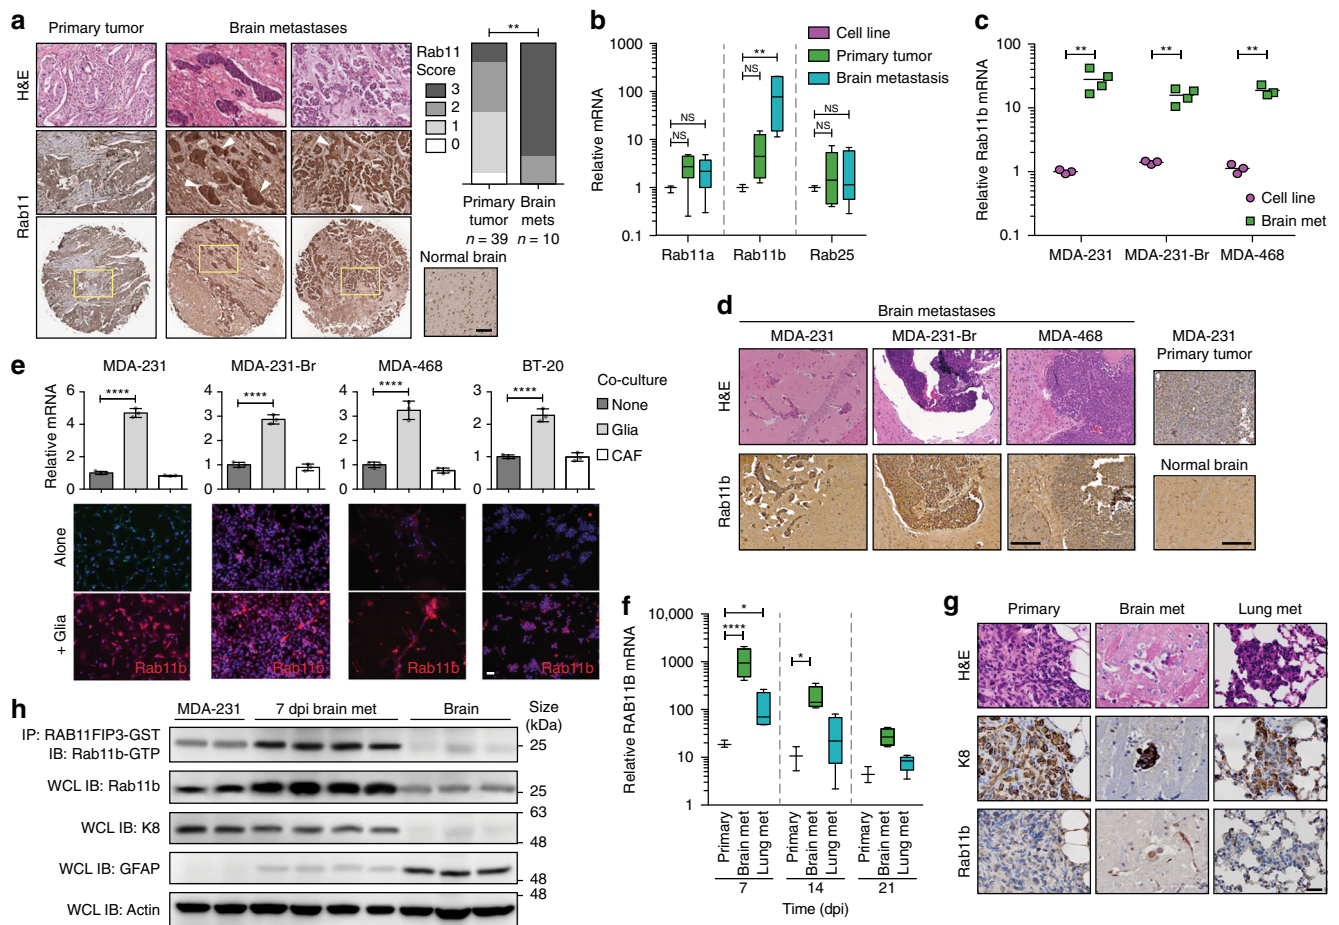 a
Primary tumor
Brain metastases
H&E
Rab11
**
Rab11
Score
3
2
1
0
Primary
tumor
n = 39
Brain
mets
n = 10
Normal brain
b
Cell line
Primary tumor
Brain metastasis
Relative mRNA
1000
100
10
1
0.1
NS
NS
NS
**
NS
NS
Rab11a
Rab11b
Rab25
c
Relative Rab11b mRNA
100
10
1
0.1
**
**
**
Cell line
Brain met
MDA-231
MDA-231-Br
MDA-468
d
Brain metastases
MDA-231
MDA-231-Br
MDA-468
MDA-231
Primary tumor
H&E
Rab11b
Normal brain
e
MDA-231
MDA-231-Br
MDA-468
BT-20
Relative mRNA
6
4
2
0
****
4
3
2
1
0
****
4
3
2
1
0
****
3
2
1
0
****
Co-culture
None
Glia
CAF
Alone
+ Glia
Rab11b
Rab11b
Rab11b
Rab11b
f
Relative RAB11B mRNA
10,000
1000
100
10
1
*
****
*
Primary
Brain met
Lung met
Primary
Brain met
Lung met
Primary
Brain met
Lung met
7
14
21
Time (dpi)
g
Primary
Brain met
Lung met
H&E
K8
Rab11b
h
MDA-231
7 dpi brain met
Brain
Size
(kDa)
IP: RAB11FIP3-GST
IB: Rab11b-GTP
25
WCL IB: Rab11b
25
63
WCL IB: K8
48
WCL IB: GFAP
48
48
WCL IB: Actin